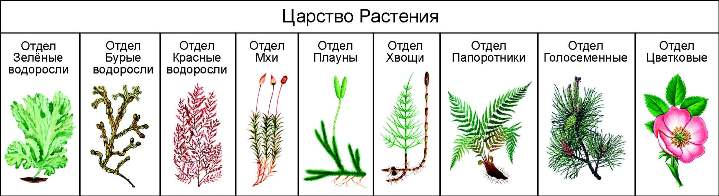 Царство Растения
Отдел
Зелёные
водоросли
Отдел
Бурые
водоросли
Отдел
Красные
водоросли
Отдел
Мхи
Отдел
Плауны
Отдел
Хвощи
Отдел
Папоротники
Отдел
Голосеменные
Отдел
Цветковые